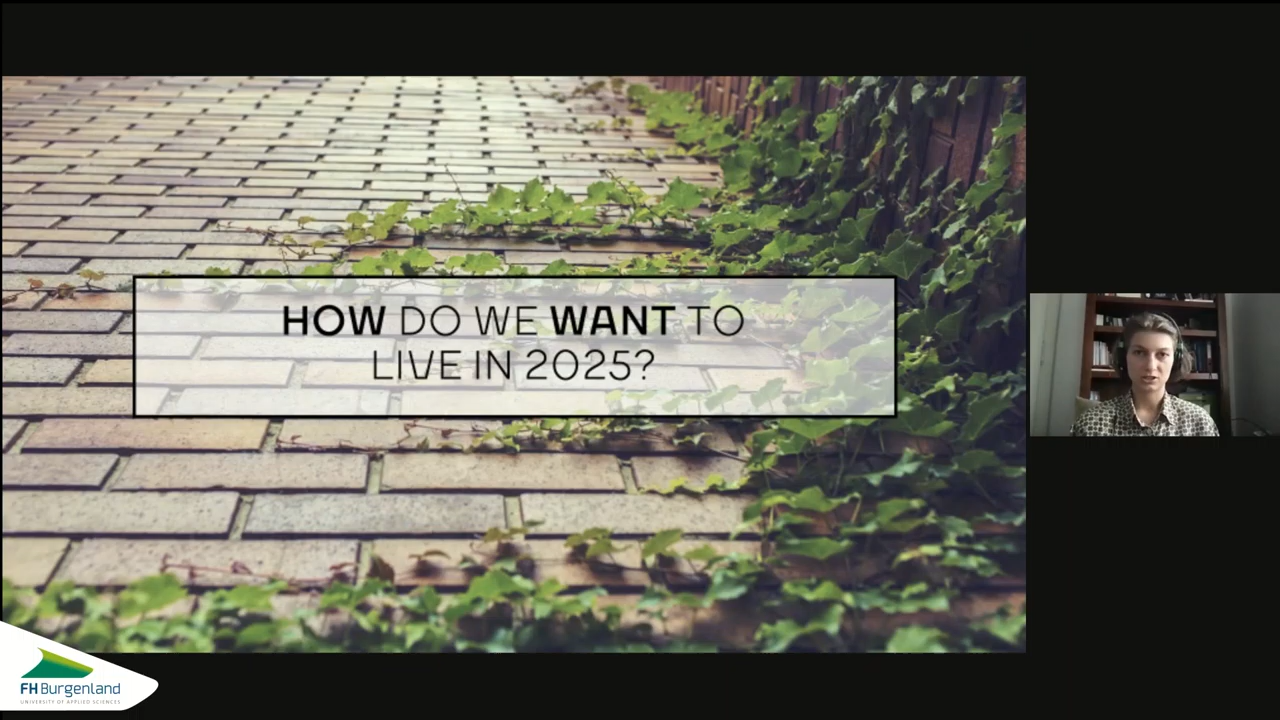 HOW DO WE WANT TO
LIVE IN 2025?
FH Burgenland
UNIVERSITY OF APPLIED SCIENCES